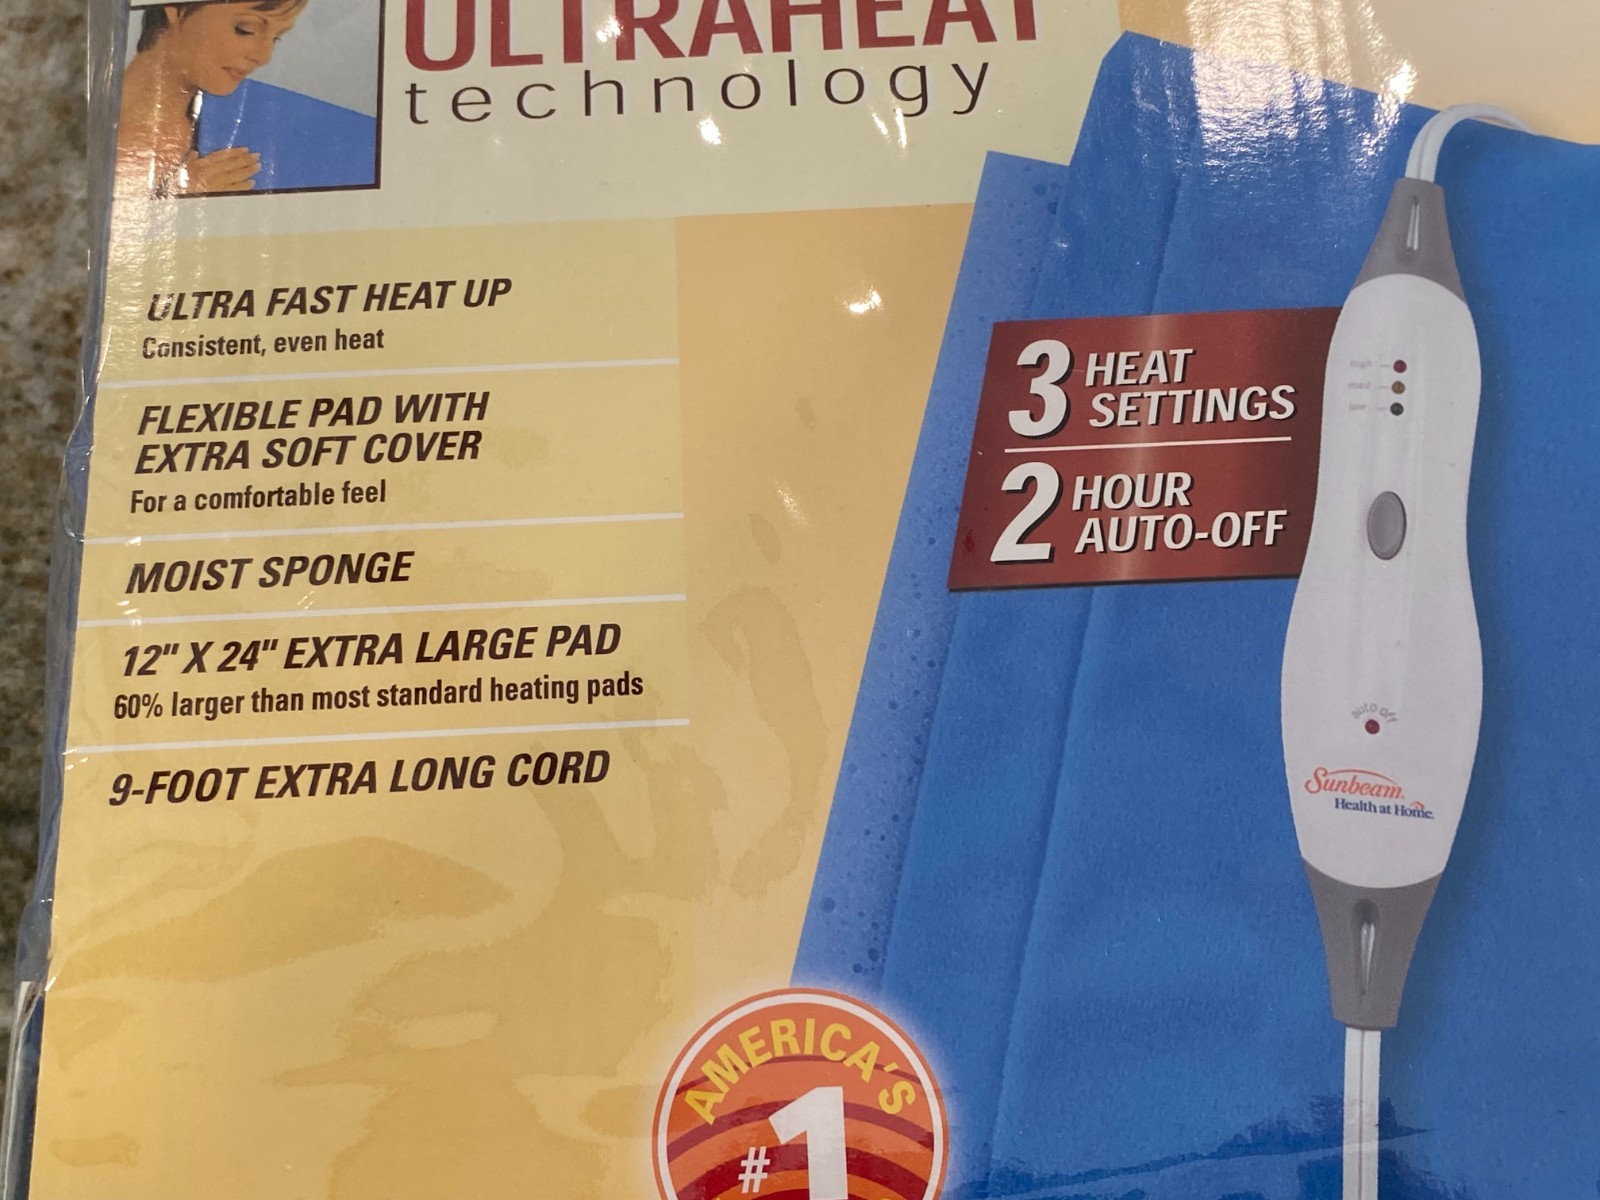 ULTRAHEAT
technology
ULTRA FAST HEAT UP
Consistent, even heat
FLEXIBLE PAD WITH
EXTRA SOFT COVER
For a comfortable feel
MOIST SPONGE
12" X 24" EXTRA LARGE PAD
60% larger than most standard heating pads
9-FOOT EXTRA LONG CORD
3 HEAT
SETTINGS
2 HOUR
AUTO-OFF
high
med
low
auto off
Sunbeam.
Health at Home.
AMERICA'S
#1